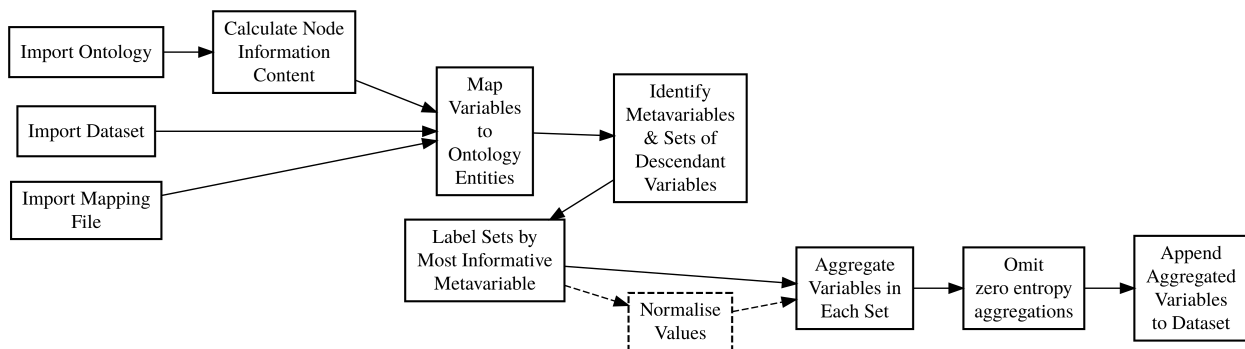 Import Ontology
Calculate Node
Information
Content
Import Dataset
Import Mapping
File
Map
Variables
to
Ontology
Entities
Identify
Metavariables
& Sets of
Descendant
Variables
Label Sets by
Most Informative
Metavariable
Normalise
Values
Aggregate
Variables in
Each Set
Omit
zero entropy
aggregations
Append
Aggregated
Variables
to Dataset